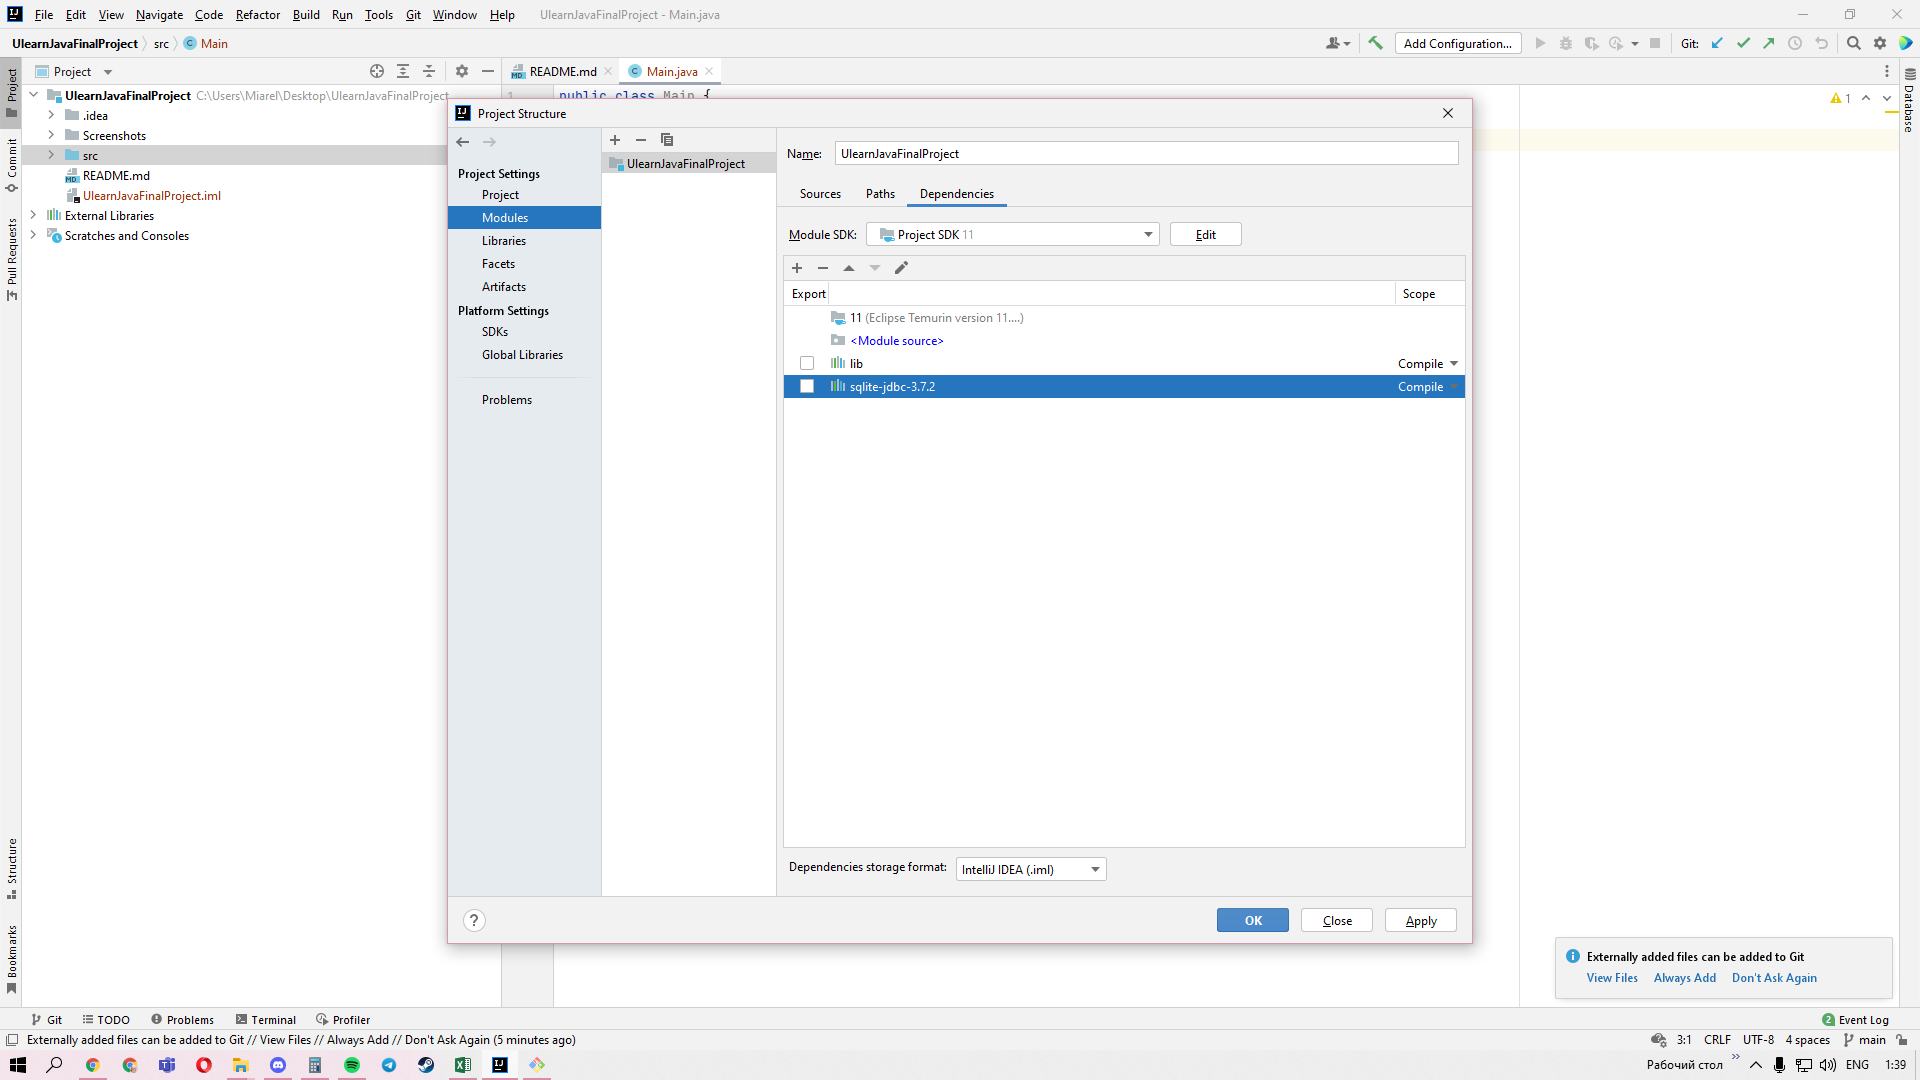 File Edit View Navigate Code Refactor Build Run Tools Git Window Help UlearnJavaFinalProject - Main.java
UlearnJavaFinalProject src Main
Add Configuration... Git:
Project
README.md
Main.java
UlearnJavaFinalProject C:\Users\Miarel\Desktop\UlearnJavaFinalProject
.idea
Screenshots
src
README.md
UlearnJavaFinalProject.iml
External Libraries
Scratches and Consoles
Project
Commit
Pull Requests
Structure
Bookmarks
Database
1
public class Main {
1
Project Structure
Project Settings
Project
Modules
Libraries
Facets
Artifacts
Platform Settings
SDKs
Global Libraries
Problems
UlearnJavaFinalProject
Name: UlearnJavaFinalProject
Sources Paths Dependencies
Module SDK: Project SDK 11 Edit
Export Scope
11 (Eclipse Temurin version 11....)
<Module source>
lib Compile
sqlite-jdbc-3.7.2 Compile
Dependencies storage format: IntelliJ IDEA (.iml)
? OK Close Apply
Externally added files can be added to Git
View Files Always Add Don't Ask Again
Git TODO Problems Terminal Profiler 2 Event Log
Externally added files can be added to Git // View Files // Always Add // Don't Ask Again (5 minutes ago) 3:1 CRLF UTF-8 4 spaces main
Рабочий стол ENG 1:39